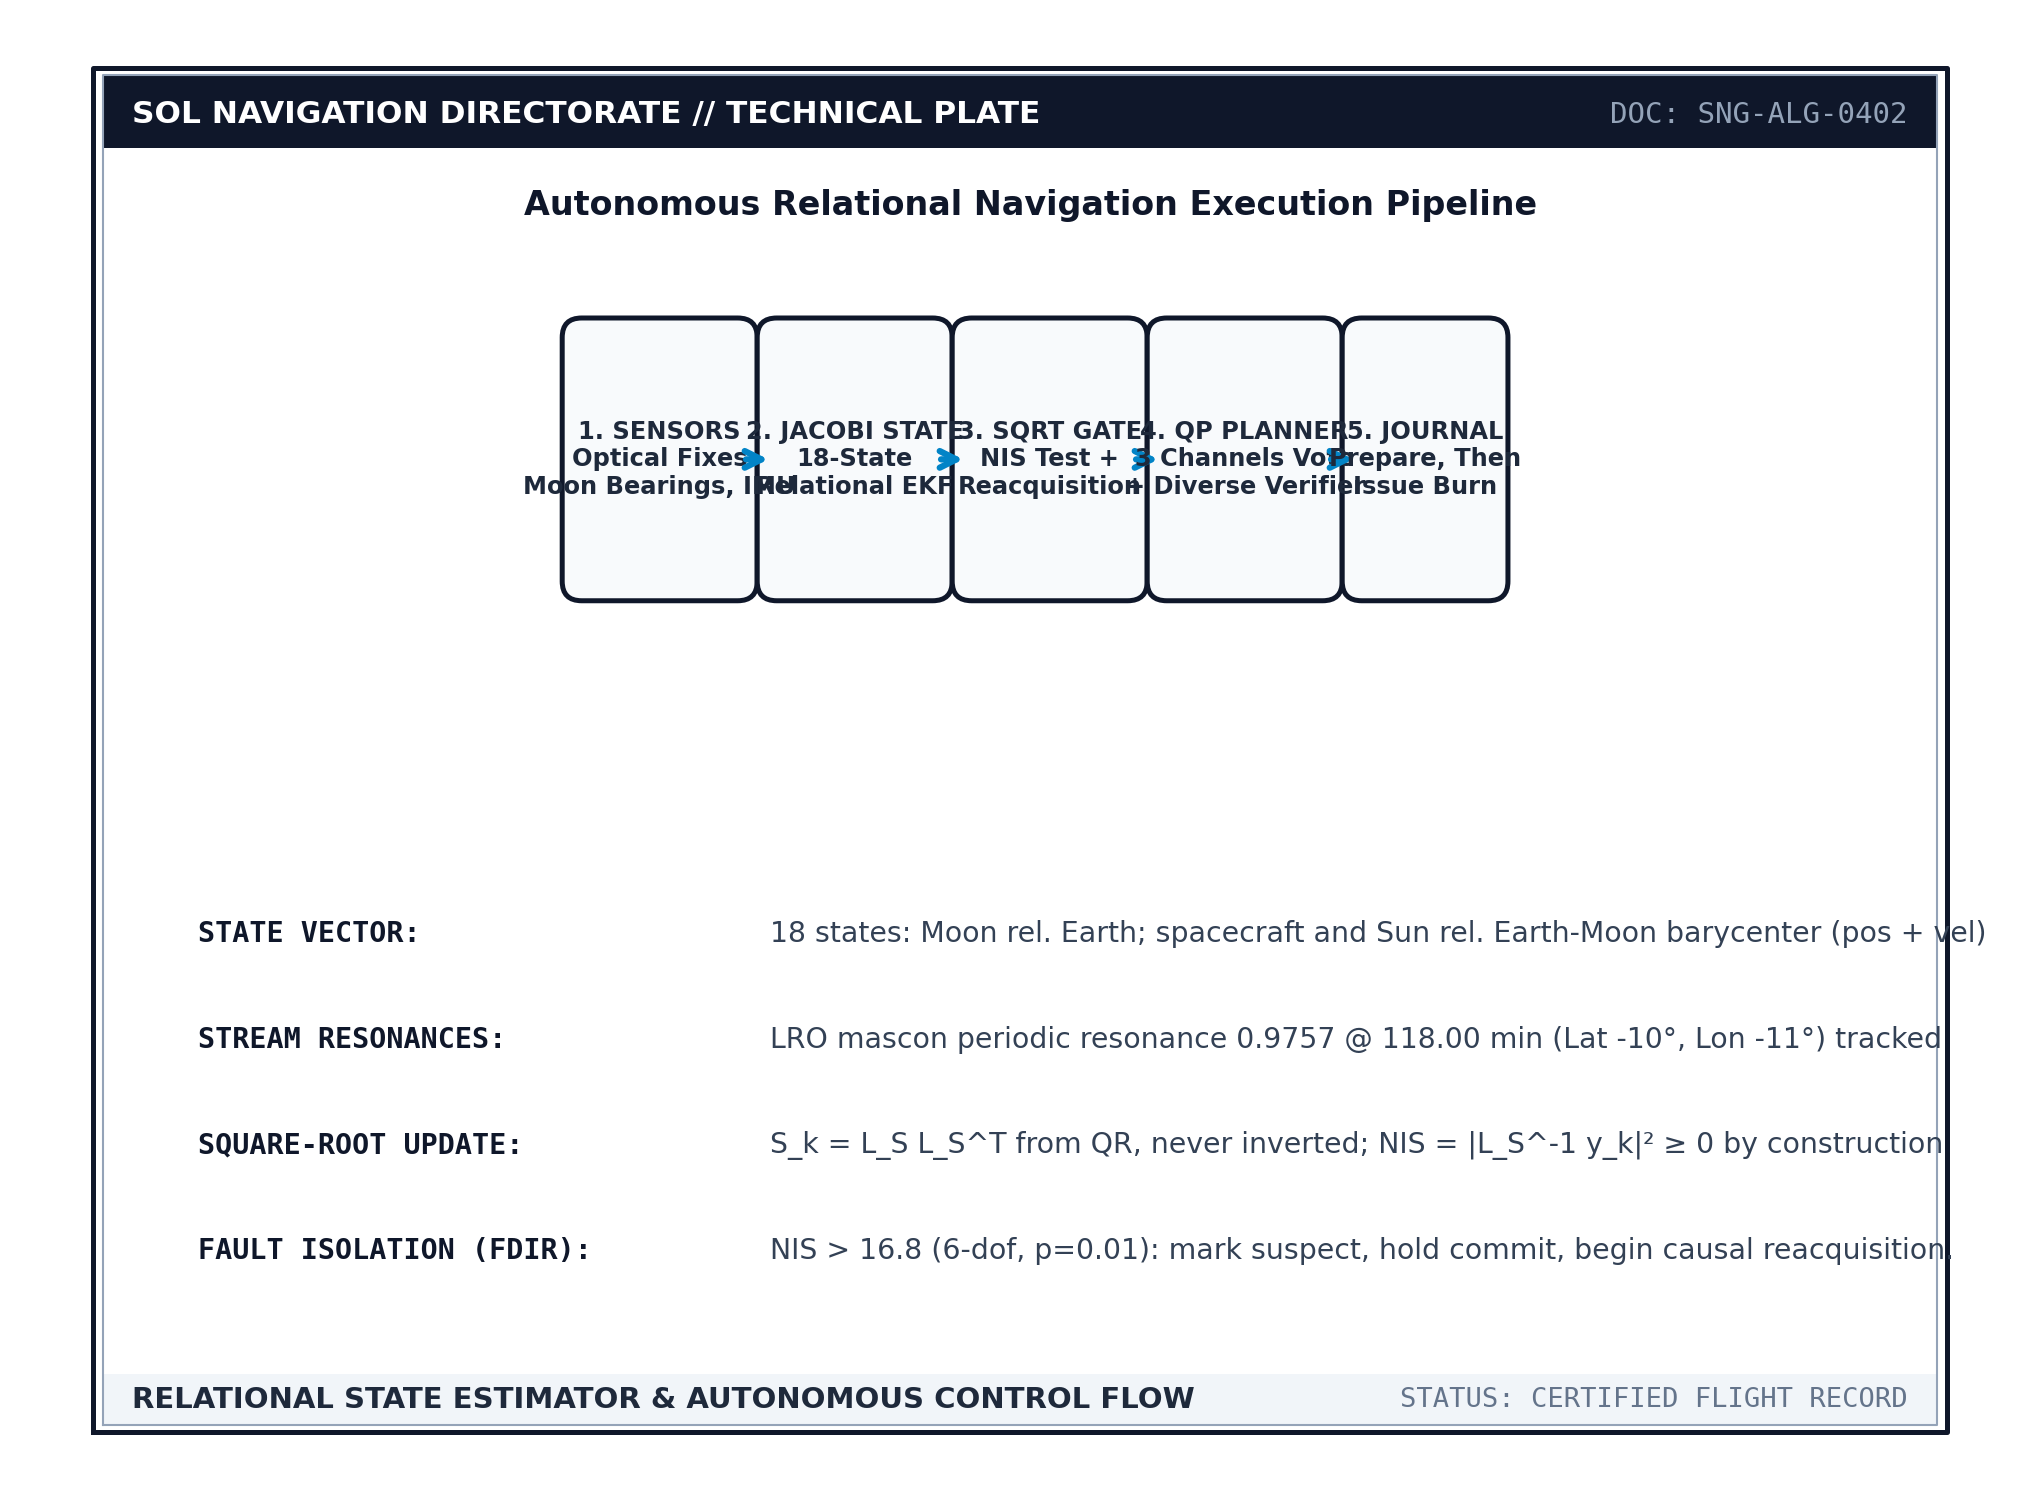 SOL NAVIGATION DIRECTORATE // TECHNICAL PLATE
DOC: SNG-ALG-0402
Autonomous Relational Navigation Execution Pipeline
1. SENSORS
Optical Fixes
Moon Bearings, IMU
2. JACOBI STATE
18-State
Relational EKF
3. SQRT GATE
NIS Test +
Reacquisition
4. QP PLANNER
3 Channels Vote
+ Diverse Verifier
5. JOURNAL
Prepare, Then
Issue Burn
STATE VECTOR:
18 states: Moon rel. Earth; spacecraft and Sun rel. Earth-Moon barycenter (pos + vel)
STREAM RESONANCES:
LRO mascon periodic resonance 0.9757 @ 118.00 min (Lat -10°, Lon -11°) tracked
SQUARE-ROOT UPDATE:
S_k = L_S L_S^T from QR, never inverted; NIS = |L_S^-1 y_k|² ≥ 0 by construction
FAULT ISOLATION (FDIR):
NIS > 16.8 (6-dof, p=0.01): mark suspect, hold commit, begin causal reacquisition.
RELATIONAL STATE ESTIMATOR & AUTONOMOUS CONTROL FLOW
STATUS: CERTIFIED FLIGHT RECORD